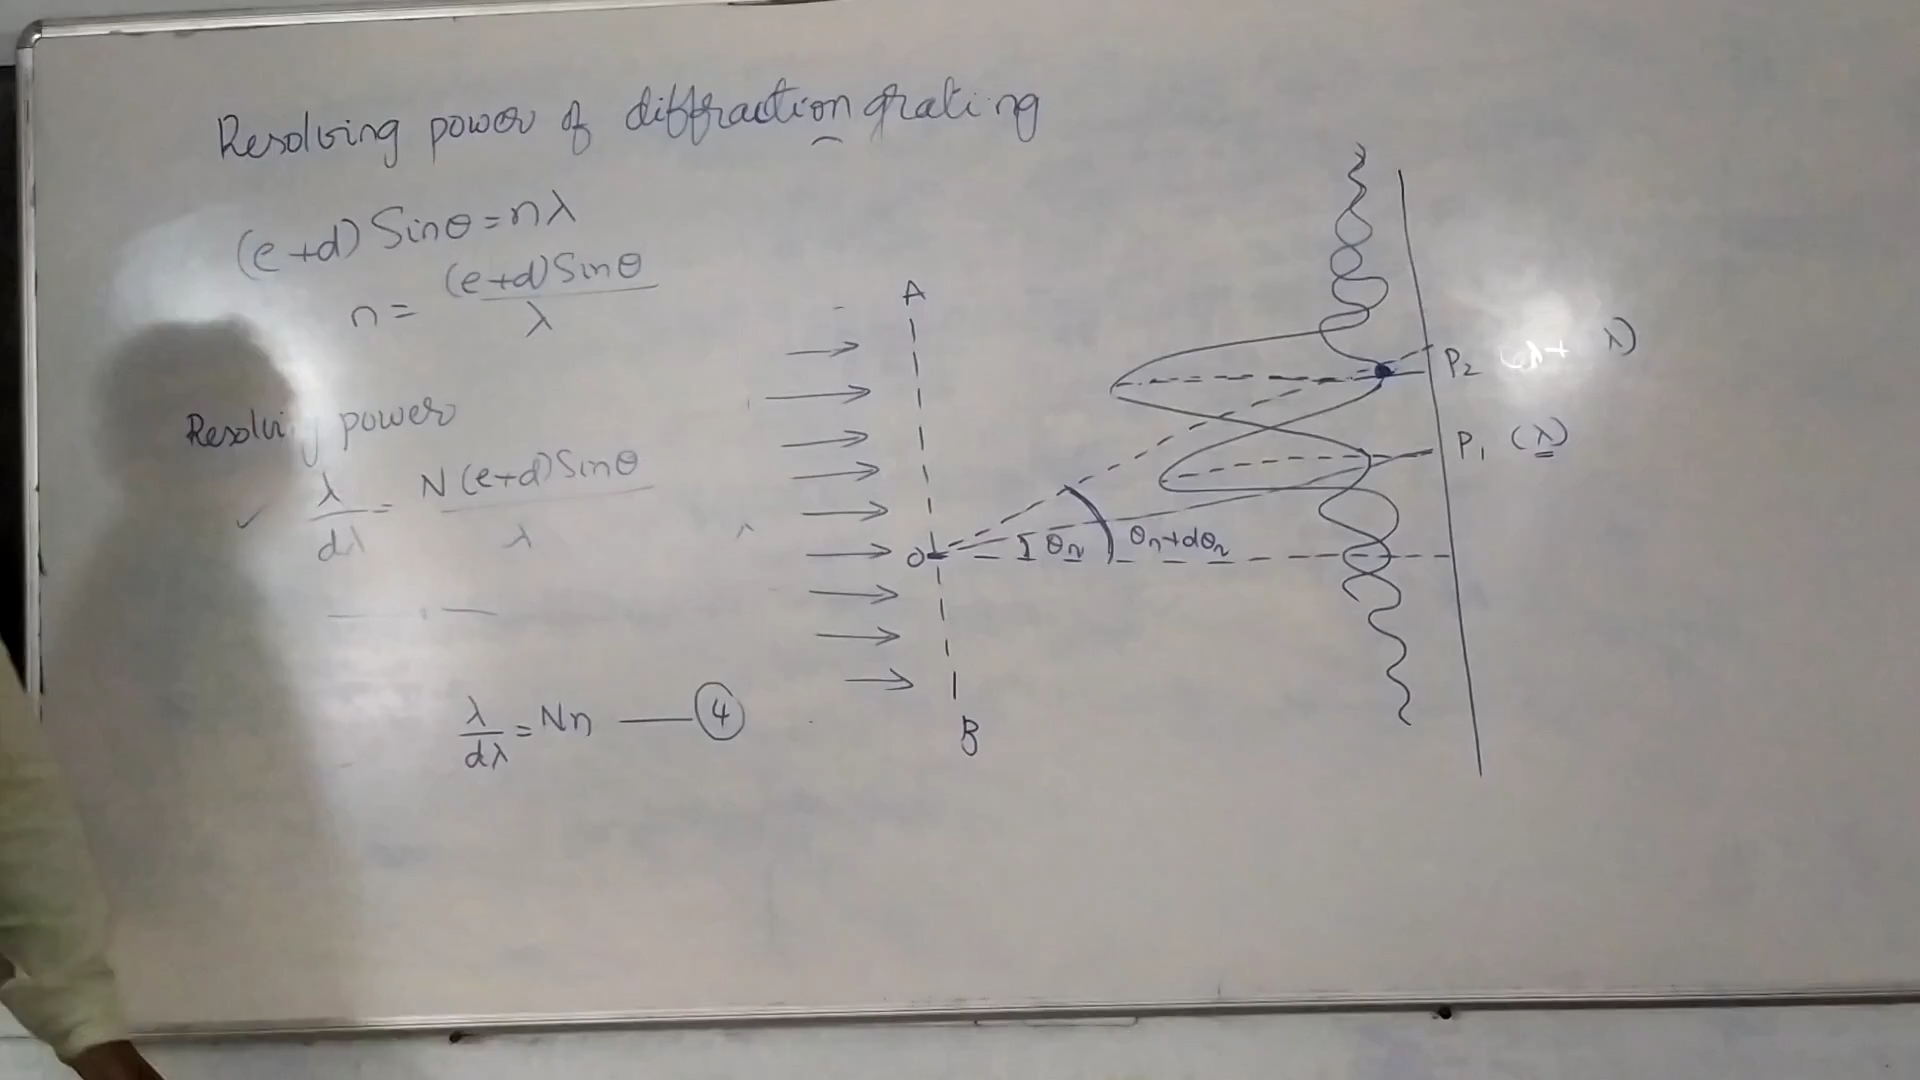 Resolving power of diffraction grating
(e+d) Sinθ = nλ
n = (e+d) Sinθ / λ
Resolving power
✓ λ/dλ = N (e+d) Sinθ / λ
λ/dλ = Nn —— ④
A
O
B
θn
θn+dθn
P2 λ)
P1 (λ)